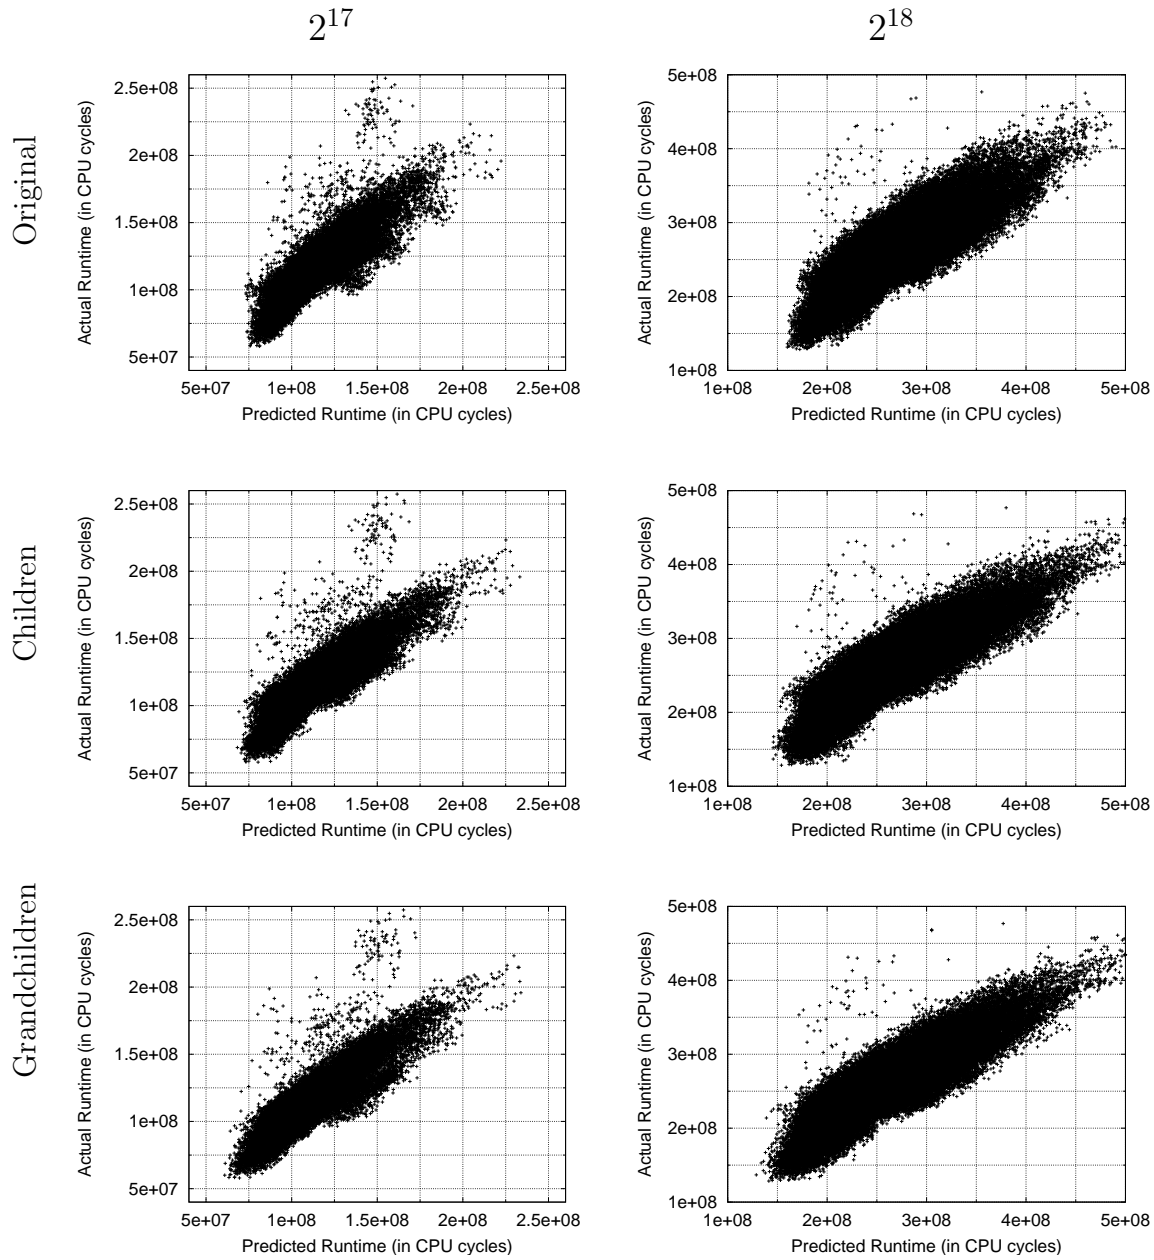 2^17 2^18
Original
2.5e+08
2e+08
1.5e+08
1e+08
5e+07
Actual Runtime (in CPU cycles)
5e+07 1e+08 1.5e+08 2e+08 2.5e+08
Predicted Runtime (in CPU cycles)
5e+08
4e+08
3e+08
2e+08
1e+08
Actual Runtime (in CPU cycles)
1e+08 2e+08 3e+08 4e+08 5e+08
Predicted Runtime (in CPU cycles)
Children
2.5e+08
2e+08
1.5e+08
1e+08
5e+07
Actual Runtime (in CPU cycles)
5e+07 1e+08 1.5e+08 2e+08 2.5e+08
Predicted Runtime (in CPU cycles)
5e+08
4e+08
3e+08
2e+08
1e+08
Actual Runtime (in CPU cycles)
1e+08 2e+08 3e+08 4e+08 5e+08
Predicted Runtime (in CPU cycles)
Grandchildren
2.5e+08
2e+08
1.5e+08
1e+08
5e+07
Actual Runtime (in CPU cycles)
5e+07 1e+08 1.5e+08 2e+08 2.5e+08
Predicted Runtime (in CPU cycles)
5e+08
4e+08
3e+08
2e+08
1e+08
Actual Runtime (in CPU cycles)
1e+08 2e+08 3e+08 4e+08 5e+08
Predicted Runtime (in CPU cycles)